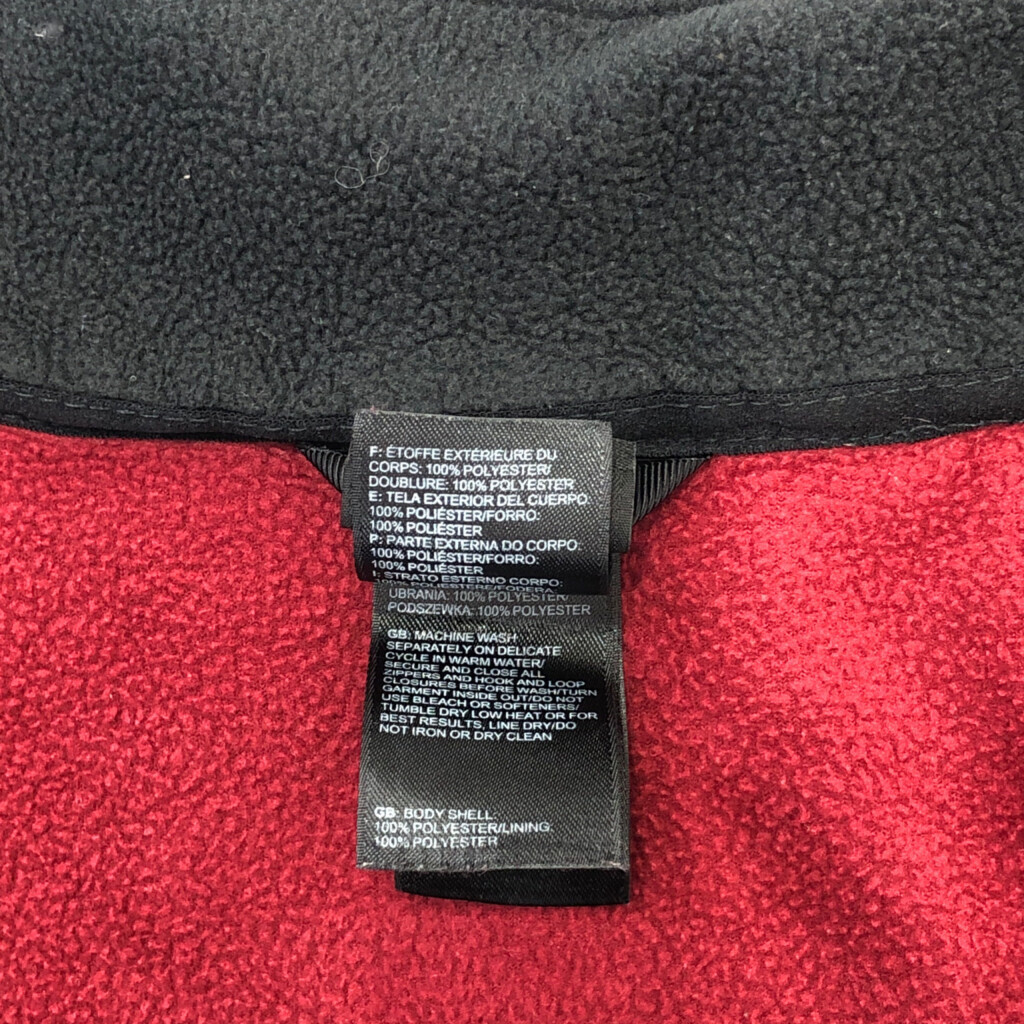 F: ÉTOFFE EXTÉRIEURE DU
CORPS: 100% POLYESTER/
DOUBLURE: 100% POLYESTER
E: TELA EXTERIOR DEL CUERPO:
100% POLIÉSTER/FORRO:
100% POLIÉSTER
P: PARTE EXTERNA DO CORPO:
100% POLIÉSTER/FORRO:
100% POLIÉSTER
I: STRATO ESTERNO CORPO:
100% POLIESTERE/FODERA
UBRANIA: 100% POLYESTER/
PODSZEWKA: 100% POLYESTER
GB: MACHINE WASH
SEPARATELY ON DELICATE
CYCLE IN WARM WATER/
SECURE AND CLOSE ALL
ZIPPERS AND HOOK AND LOOP
CLOSURES BEFORE WASH/TURN
GARMENT INSIDE OUT/DO NOT
USE BLEACH OR SOFTENERS/
TUMBLE DRY LOW HEAT OR FOR
BEST RESULTS, LINE DRY/DO
NOT IRON OR DRY CLEAN
GB: BODY SHELL:
100% POLYESTER/LINING:
100% POLYESTER